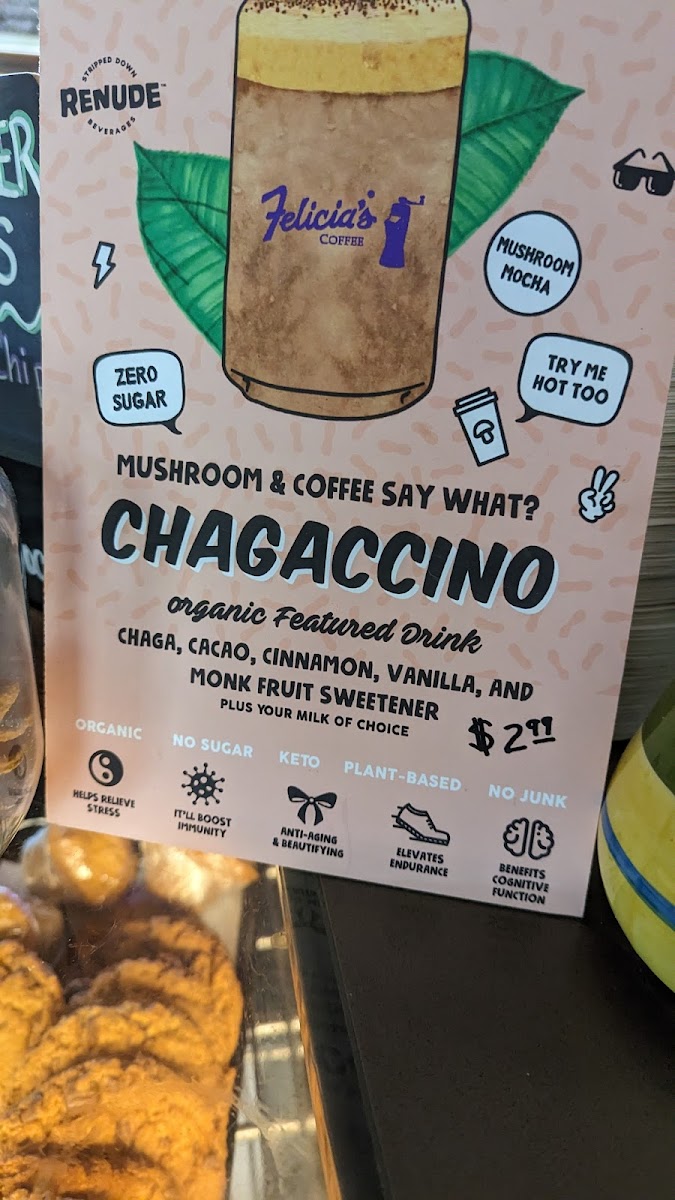 STRIPPED DOWN
RENUDE™
BEVERAGES
ER
S
Felicia's
COFFEE
MUSHROOM
MOCHA
ZERO
SUGAR
TRY ME
HOT TOO
MUSHROOM & COFFEE SAY WHAT?
CHAGACCINO
organic Featured Drink
CHAGA, CACAO, CINNAMON, VANILLA, AND
MONK FRUIT SWEETENER
PLUS YOUR MILK OF CHOICE
$2.99
ORGANIC NO SUGAR KETO PLANT-BASED NO JUNK
HELPS RELIEVE
STRESS
IT'LL BOOST
IMMUNITY
ANTI-AGING
& BEAUTIFYING
ELEVATES
ENDURANCE
BENEFITS
COGNITIVE
FUNCTION